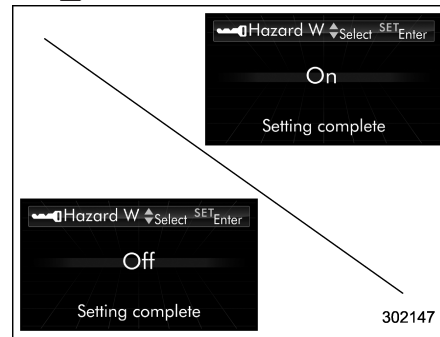 Hazard W Select SET Enter
On
Setting complete
Hazard W Select SET Enter
Off
Setting complete
302147